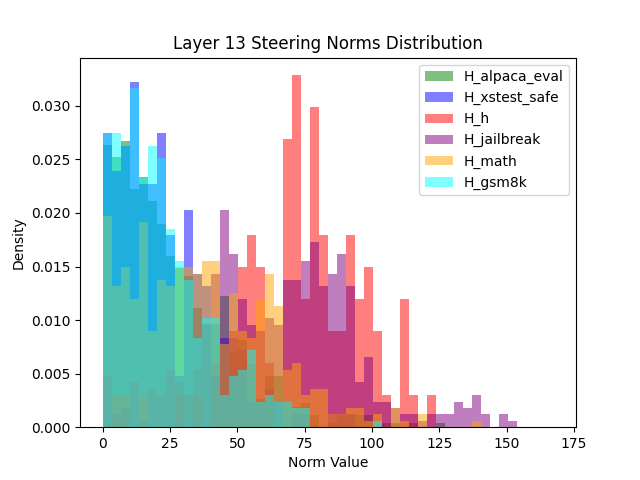 Layer 13 Steering Norms Distribution
H_alpaca_eval
H_xstest_safe
H_h
H_jailbreak
H_math
H_gsm8k
Density
0.030
0.025
0.020
0.015
0.010
0.005
0.000
0 25 50 75 100 125 150 175
Norm Value